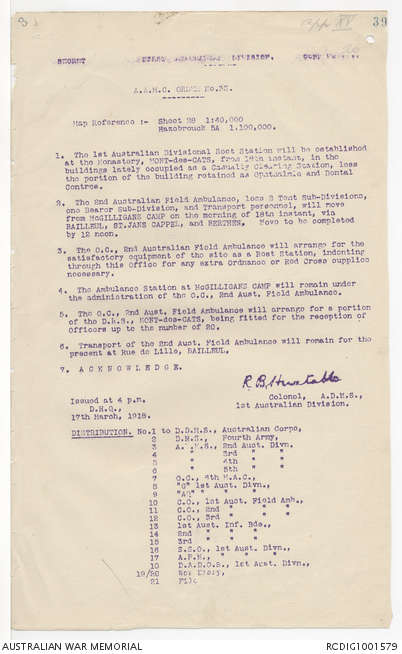 App XV
39
SECRET FIRST AUSTRALIAN DIVISION. COPY
A.A.M.C. ORDER No.33.
Map Reference :- Sheet 28 1:40,000
Hazebrouck 5A 1:100,000.
1. The 1st Australian Divisional Rest Station will be established
at the Monastery, MONT-des-CATS, from 18th instant, in the
buildings lately occupied as a Casualty Clearing Station, less
the portion of the building retained as Opthalmic and Dental
Centres.
2. The 2nd Australian Field Ambulance, less 2 Tent Sub-Divisions,
one Bearer Sub-Division, and Transport personnel, will move
from McGILLIGANS CAMP on the morning of 18th instant, via
BAILLEUL, ST.JANS CAPPEL, and BERTHEN. Move to be completed
by 12 noon.
3. The O.C., 2nd Australian Field Ambulance will arrange for the
satisfactory equipment of the site as a Rest Station, indenting
through this Office for any extra Ordnance or Red Cross supplies
necessary.
4. The Ambulance Station at McGILLIGANS CAMP will remain under
the administration of the O.C., 2nd Aust. Field Ambulance.
5. The O.C., 2nd Aust. Field Ambulance will arrange for a portion
of the D.R.S., MONT-des-CATS, being fitted for the reception of
officers up to the number of 20.
6. Transport of the 2nd Aust. Field Ambulance will remain for the
present at Rue de Lille, BAILLEUL.
7. A C K N O W L E D G E.
R.B. Huxtable
Issued at 4 p.m. Colonel, A.D.M.S.,
D.H.Q., 1st Australian Division.
17th March, 1918.
DISTRIBUTION. No.1 to D.D.M.S., Australian Corps,
2 D.M.S., Fourth Army,
3 A.D.M.S., 2nd Aust. Divn.
4 " 3rd " "
5 " 4th " "
6 " 5th " "
7 O.C., 4th M.A.C.,
8 "G" 1st Aust. Divn.,
9 "AQ" " "
10 C.O., 1st Aust. Field Amb.,
11 C.O., 2nd " " "
12 C.O., 3rd " " "
13 1st Aust. Inf. Bde.,
14 2nd " " "
15 3rd " " "
16 S.S.O., 1st Aust. Divn.,
17 A.P.M., " " "
18 D.A.D.O.S., 1st Aust. Divn.,
19/20 War Diary,
21 File
AUSTRALIAN WAR MEMORIAL RCDIG1001579